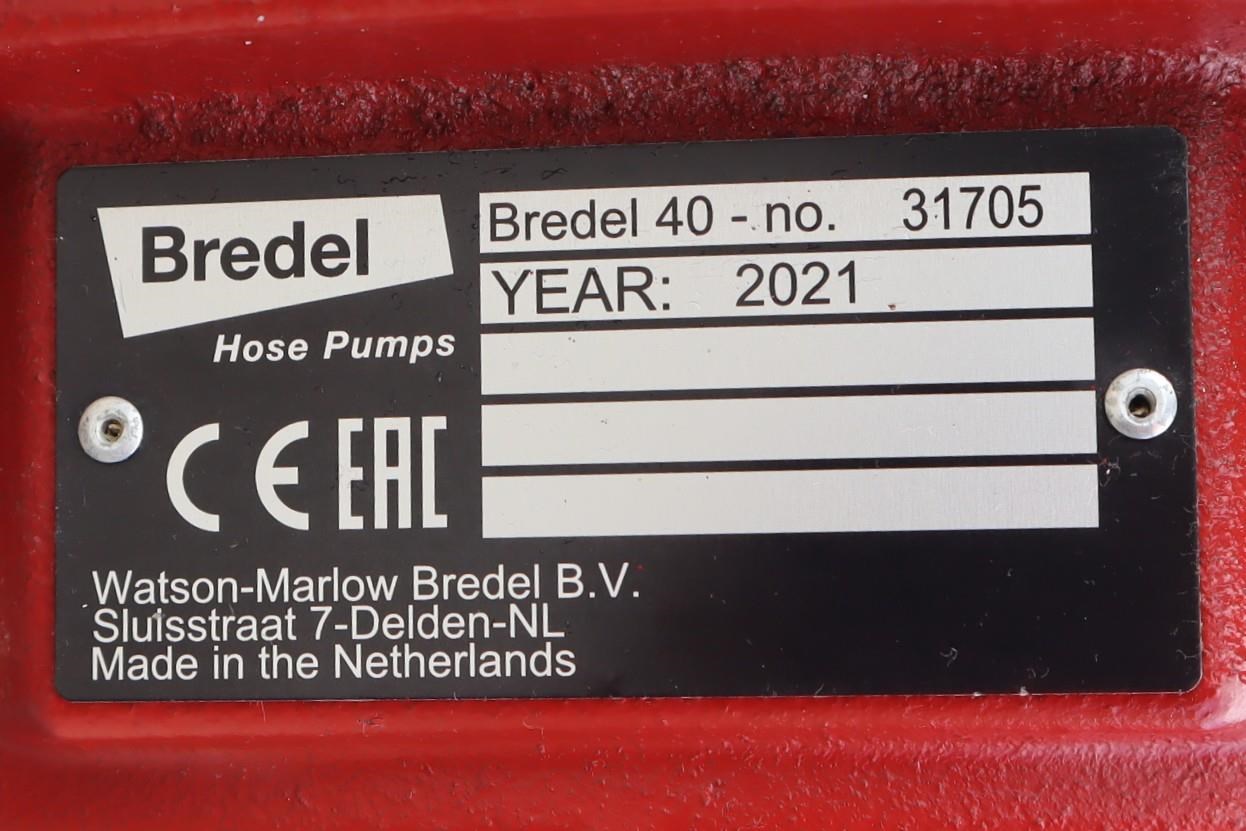 Bredel
Hose Pumps
CE EAC
Bredel 40 - no. 31705
YEAR: 2021
Watson-Marlow Bredel B.V.
Sluisstraat 7-Delden-NL
Made in the Netherlands